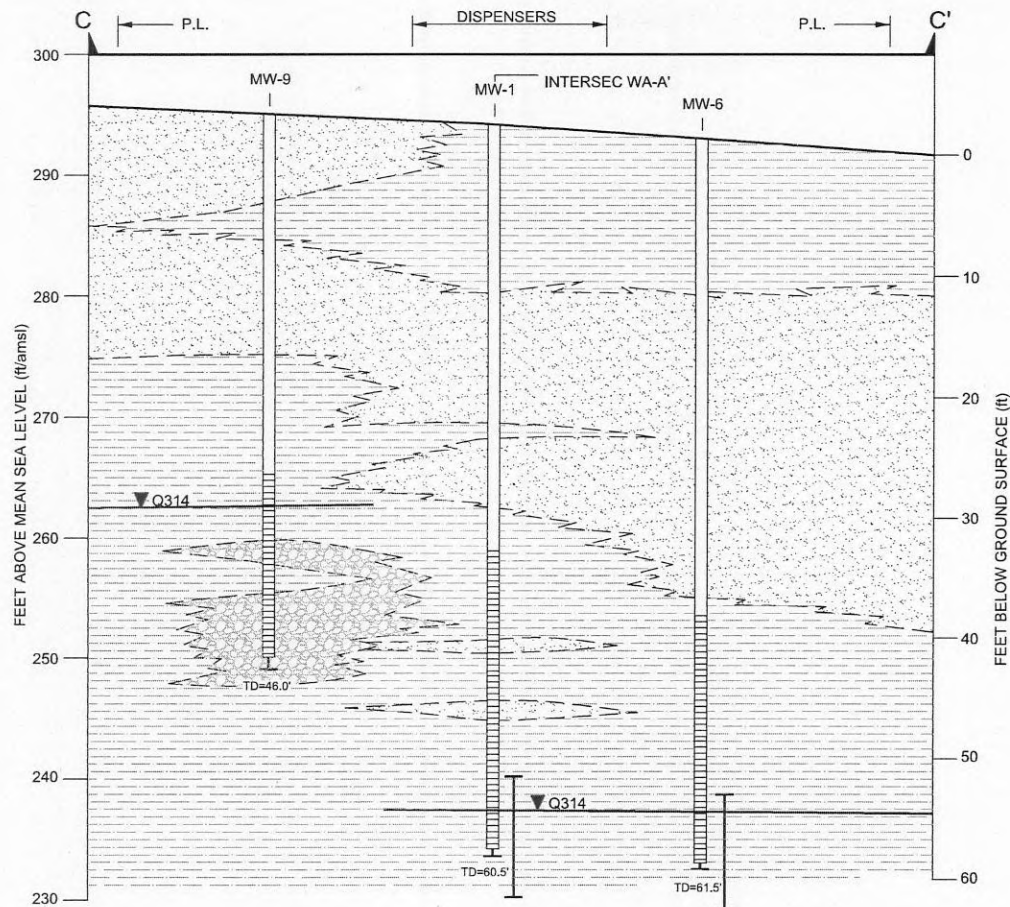 C P.L. DISPENSERS P.L. C'
300
MW-9 MW-1 INTERSEC WA-A' MW-6
0
290
10
280
20
270
30
Q314
260
40
250
TD=46.0'
50
240
Q314
60
TD=60.5' TD=61.5'
230
FEET ABOVE MEAN SEA LELVEL (ft/amsl)
FEET BELOW GROUND SURFACE (ft)